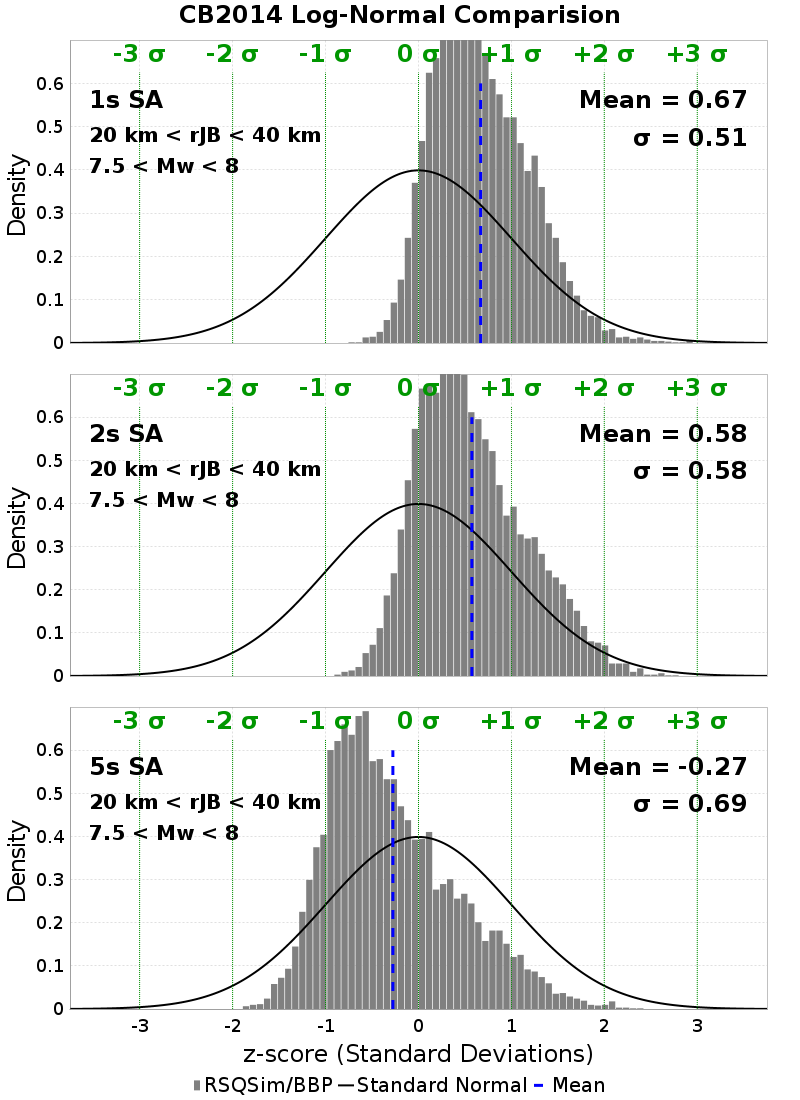 CB2014 Log-Normal Comparision
-3 σ -2 σ -1 σ 0 σ +1 σ +2 σ +3 σ
0.6
1s SA
Mean = 0.67
0.5
20 km < rJB < 40 km
σ = 0.51
0.4
7.5 < Mw < 8
0.3
0.2
0.1
0
Density
-3 σ -2 σ -1 σ 0 σ +1 σ +2 σ +3 σ
0.6
2s SA
Mean = 0.58
0.5
20 km < rJB < 40 km
σ = 0.58
0.4
7.5 < Mw < 8
0.3
0.2
0.1
0
Density
-3 σ -2 σ -1 σ 0 σ +1 σ +2 σ +3 σ
0.6
5s SA
Mean = -0.27
0.5
20 km < rJB < 40 km
σ = 0.69
0.4
7.5 < Mw < 8
0.3
0.2
0.1
0
Density
-3 -2 -1 0 1 2 3
z-score (Standard Deviations)
RSQSim/BBP Standard Normal Mean